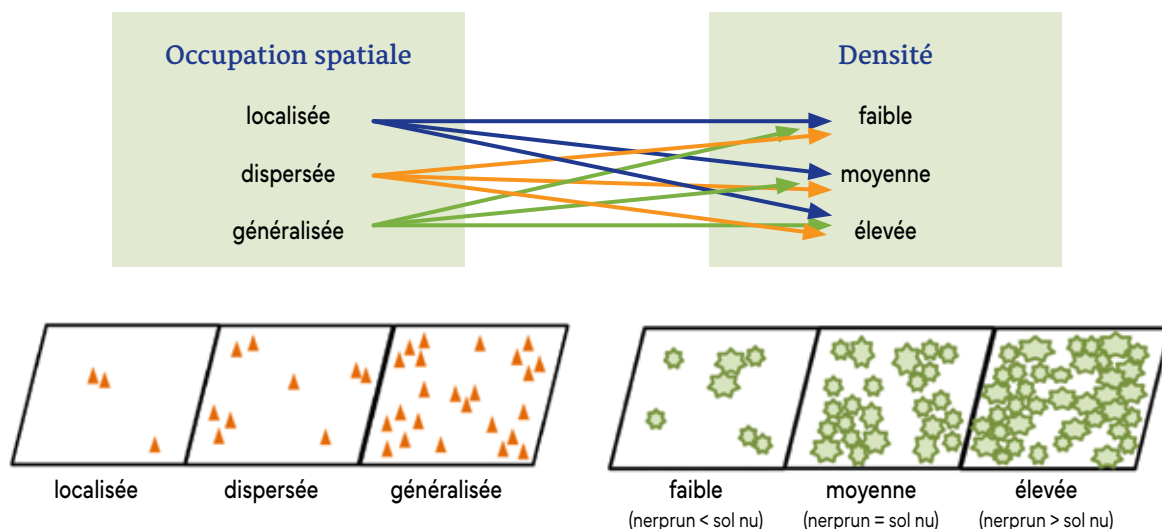 Occupation spatiale
localisée
dispersée
généralisée
Densité
faible
moyenne
élevée
localisée
dispersée
généralisée
faible
(nerprun < sol nu)
moyenne
(nerprun = sol nu)
élevée
(nerprun > sol nu)